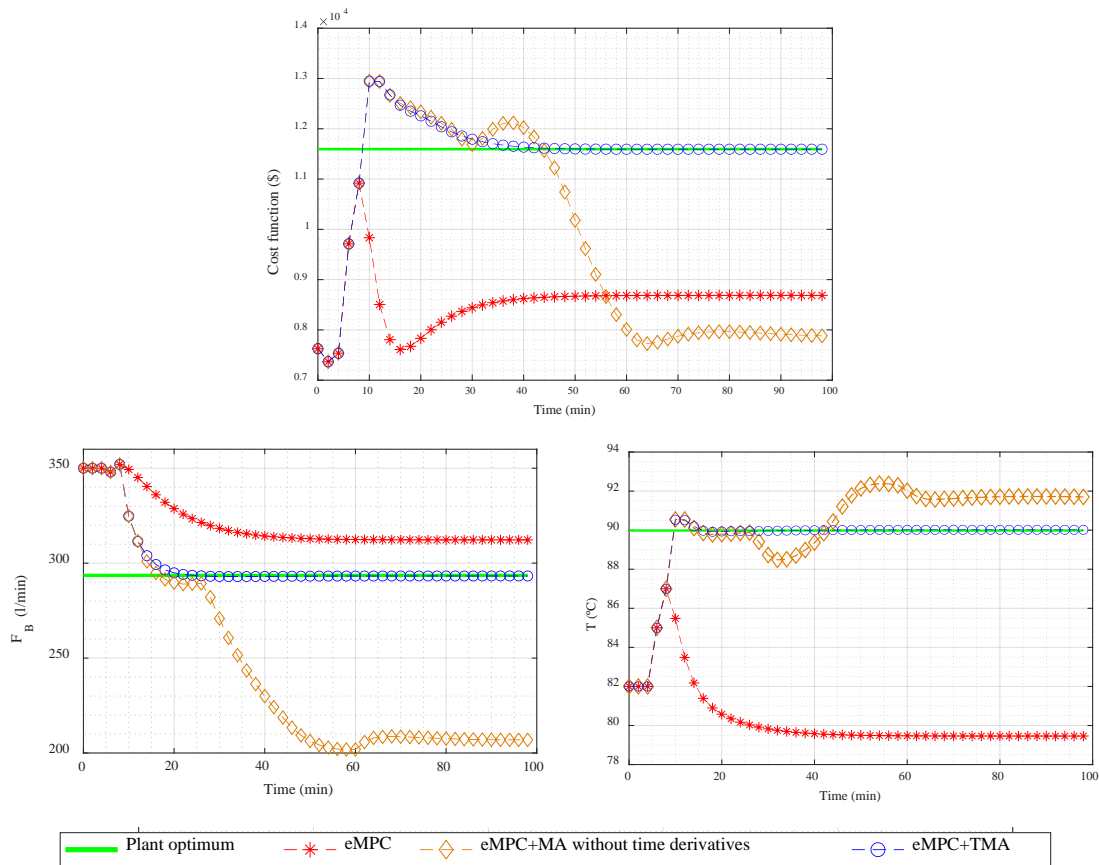 × 10 4
1.4
1.3
1.2
1.1
1
0.9
0.8
0.7
0 10 20 30 40 50 60 70 80 90 100
Cost function ($)
Time (min)
350
300
250
200
0 20 40 60 80 100
F B (l/min)
Time (min)
94
92
90
88
86
84
82
80
78
0 20 40 60 80 100
T (ºC)
Time (min)
Plant optimum eMPC eMPC+MA without time derivatives eMPC+TMA